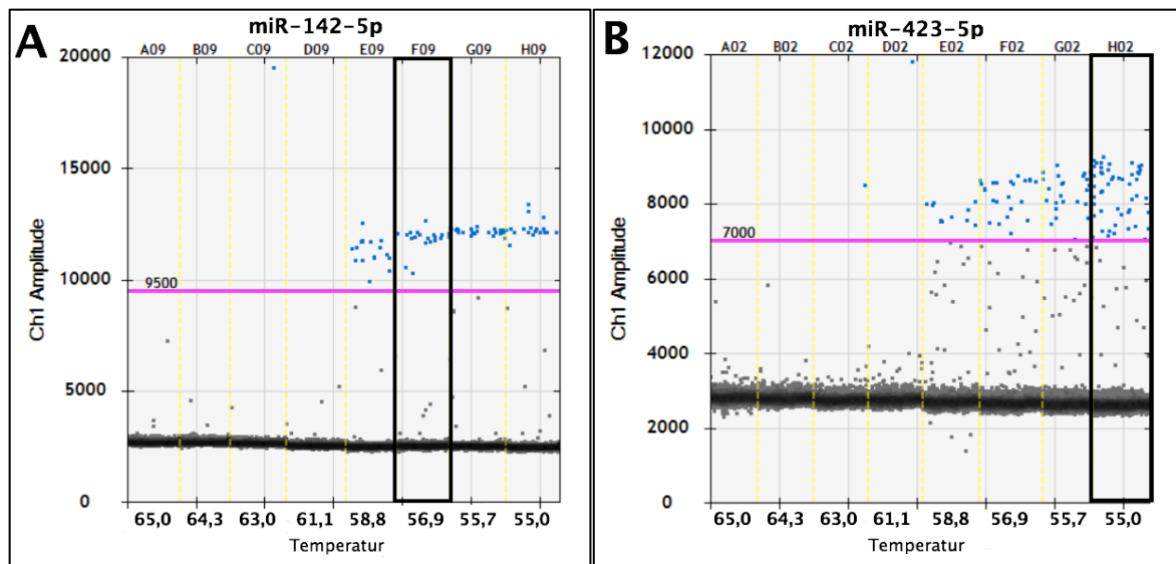 A
miR-142-5p
A09 B09 C09 D09 E09 F09 G09 H09
20000
15000
10000
9500
5000
0
Ch1 Amplitude
65,0 64,3 63,0 61,1 58,8 56,9 55,7 55,0
Temperatur
B
miR-423-5p
A02 B02 C02 D02 E02 F02 G02 H02
12000
10000
8000
7000
6000
4000
2000
0
Ch1 Amplitude
65,0 64,3 63,0 61,1 58,8 56,9 55,7 55,0
Temperatur